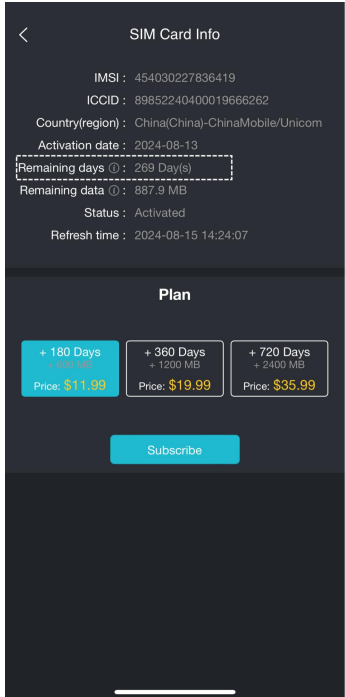 SIM Card Info
IMSI : 454030227836419
ICCID : 89852240400019666262
Country(region) : China(China)-ChinaMobile/Unicom
Activation date : 2024-08-13
Remaining days ⓘ : 269 Day(s)
Remaining data ⓘ : 887.9 MB
Status : Activated
Refresh time : 2024-08-15 14:24:07
Plan
+ 180 Days
MB
Price: $11.99
+ 360 Days
+ 1200 MB
Price: $19.99
+ 720 Days
+ 2400 MB
Price: $35.99
Subscribe